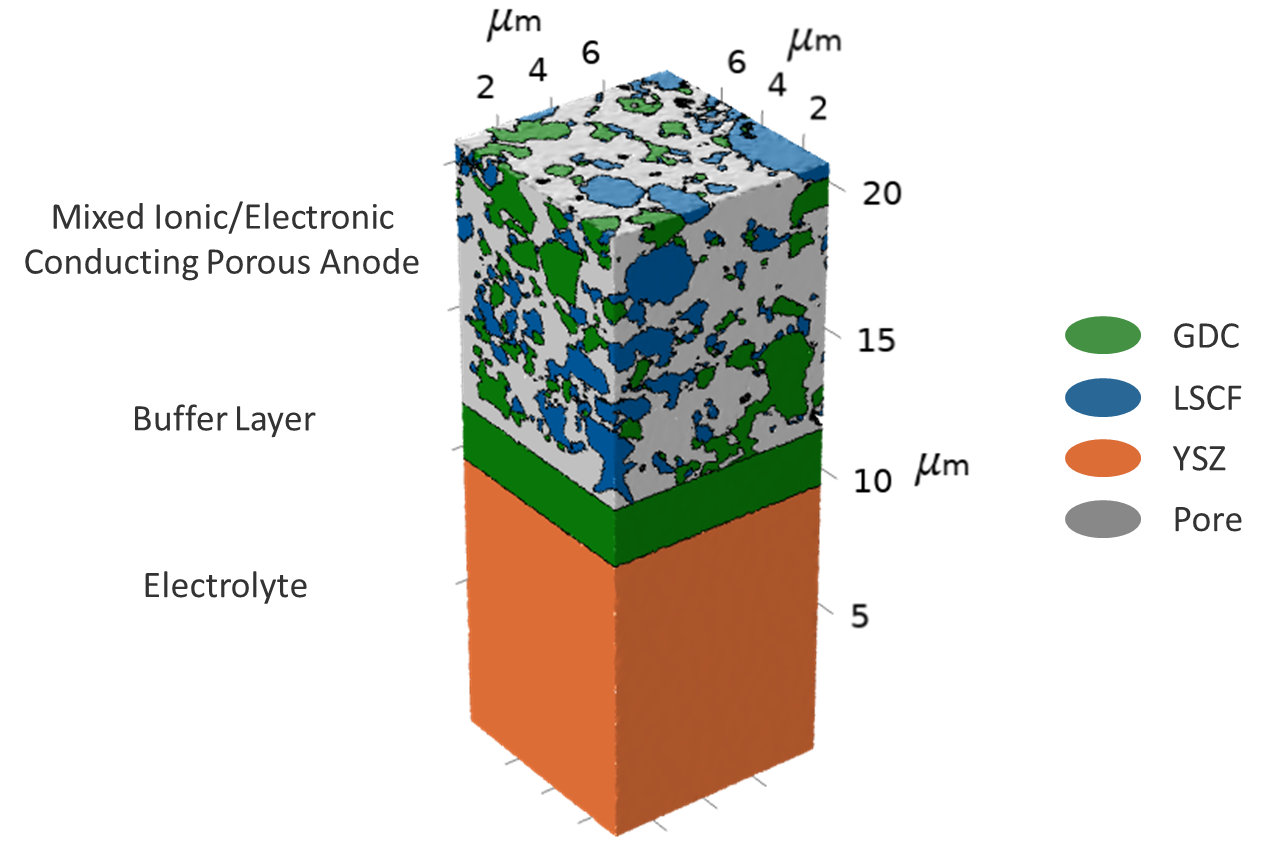 μm
2 4 6
μm
6 4 2
20
15
10 μm
5
Mixed Ionic/Electronic
Conducting Porous Anode
Buffer Layer
Electrolyte
GDC
LSCF
YSZ
Pore